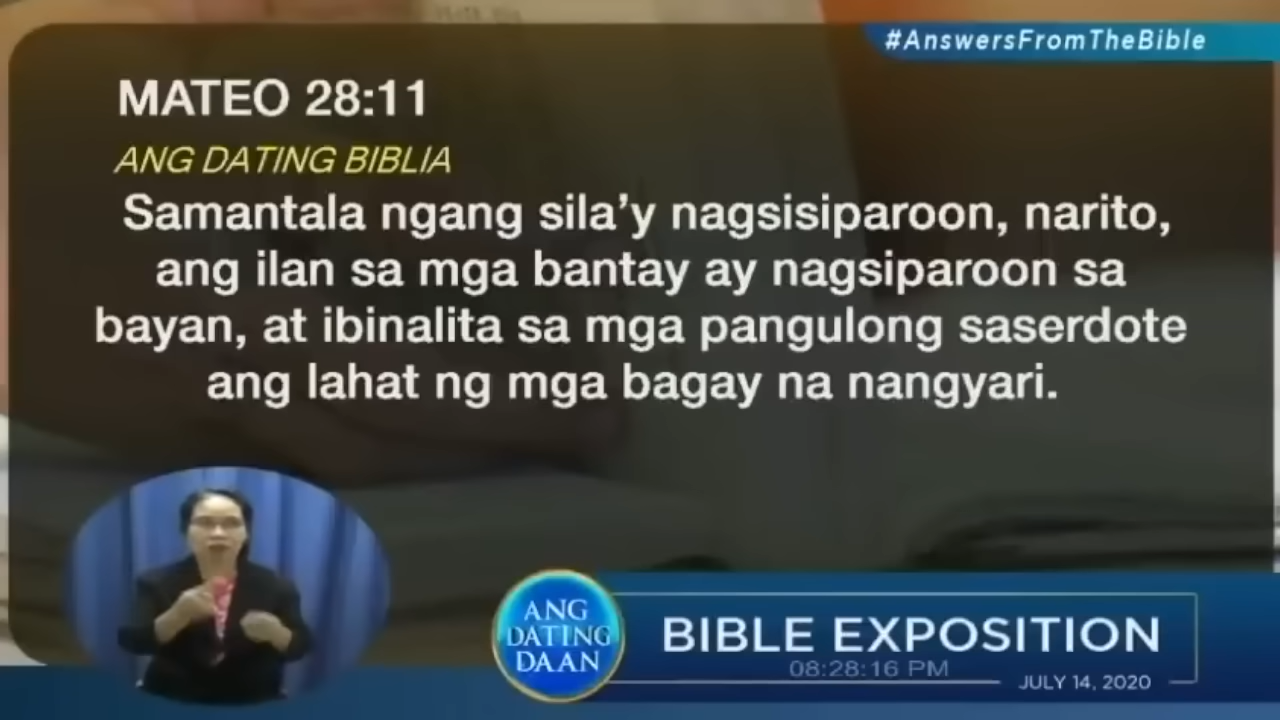 #AnswersFromTheBible
MATEO 28:11
ANG DATING BIBLIA
Samantala ngang sila’y nagsisiparoon, narito,
ang ilan sa mga bantay ay nagsiparoon sa
bayan, at ibinalita sa mga pangulong saserdote
ang lahat ng mga bagay na nangyari.
ANG
DATING
DAAN
BIBLE EXPOSITION
08:28:16 PM
JULY 14, 2020